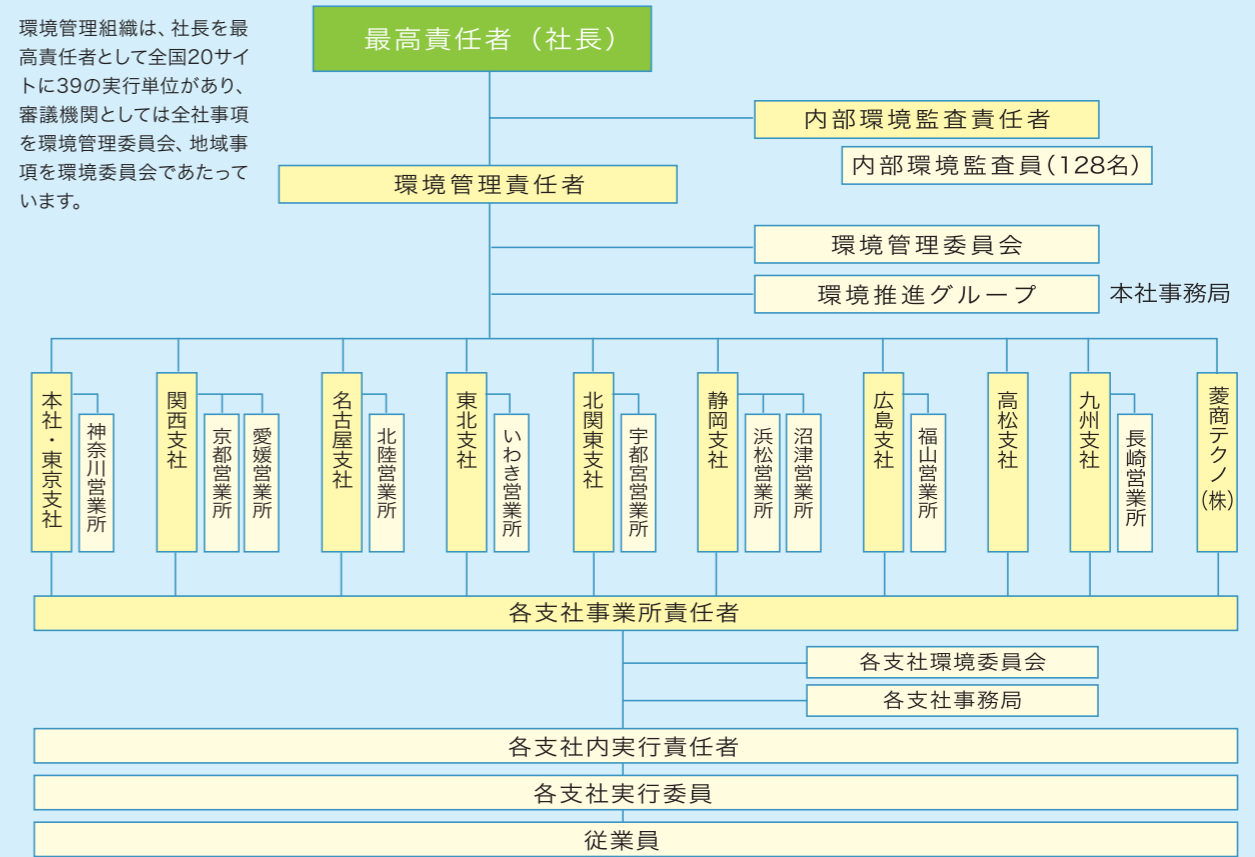 環境管理組織は、社長を最
高責任者として全国20サイ
トに39の実行単位があり、
審議機関としては全社事項
を環境管理委員会、地域事
項を環境委員会であたって
います。
最高責任者（社長）
内部環境監査責任者
内部環境監査員(128名)
環境管理責任者
環境管理委員会
環境推進グループ 本社事務局
本社・東京支社
神奈川営業所
関西支社
京都営業所
愛媛営業所
名古屋支社
北陸営業所
東北支社
いわき営業所
北関東支社
宇都宮営業所
静岡支社
浜松営業所
沼津営業所
広島支社
福山営業所
高松支社
九州支社
長崎営業所
菱商テクノ(株)
各支社事業所責任者
各支社環境委員会
各支社事務局
各支社内実行責任者
各支社実行委員
従業員